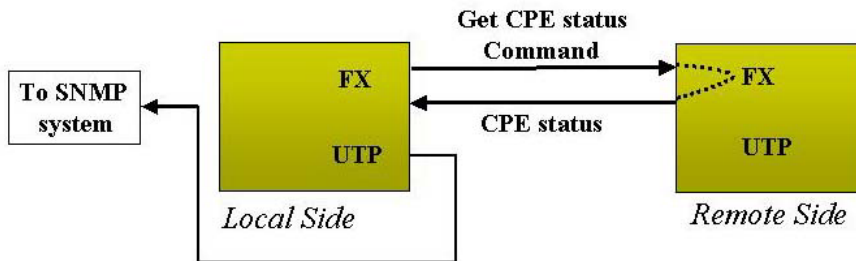 Get CPE status
Command
To SNMP
system
FX
FX
CPE status
UTP
UTP
Local Side
Remote Side